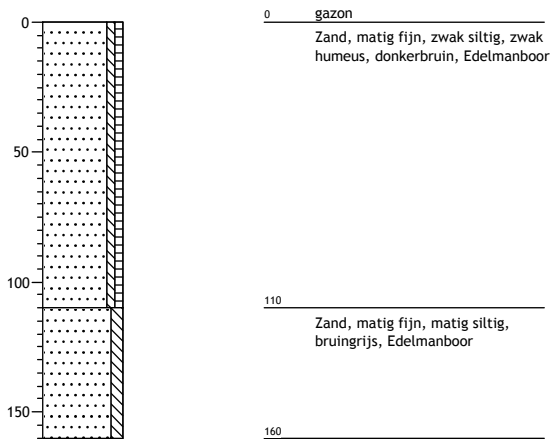 0
50
100
150
0 gazon
Zand, matig fijn, zwak siltig, zwak
humeus, donkerbruin, Edelmanboor
110
Zand, matig fijn, matig siltig,
bruingrijs, Edelmanboor
160